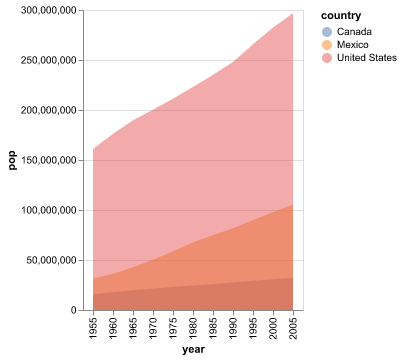 country
Canada
Mexico
United States
pop
300,000,000
250,000,000
200,000,000
150,000,000
100,000,000
50,000,000
0
1955 1960 1965 1970 1975 1980 1985 1990 1995 2000 2005
year